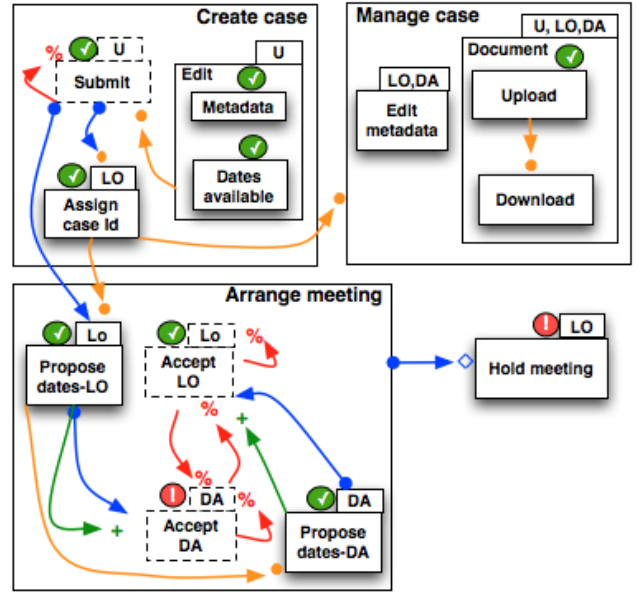 Create case
% U
Submit
U
Edit
Metadata
Dates
available
LO
Assign
case Id
Manage case
U, LO,DA
Document
LO,DA
Edit
metadata
Upload
Download
Arrange meeting
Lo
Propose
dates-LO
Lo %
Accept
LO
%
+
%
! DA %
Accept
DA
+
DA
Propose
dates-DA
! LO
Hold meeting